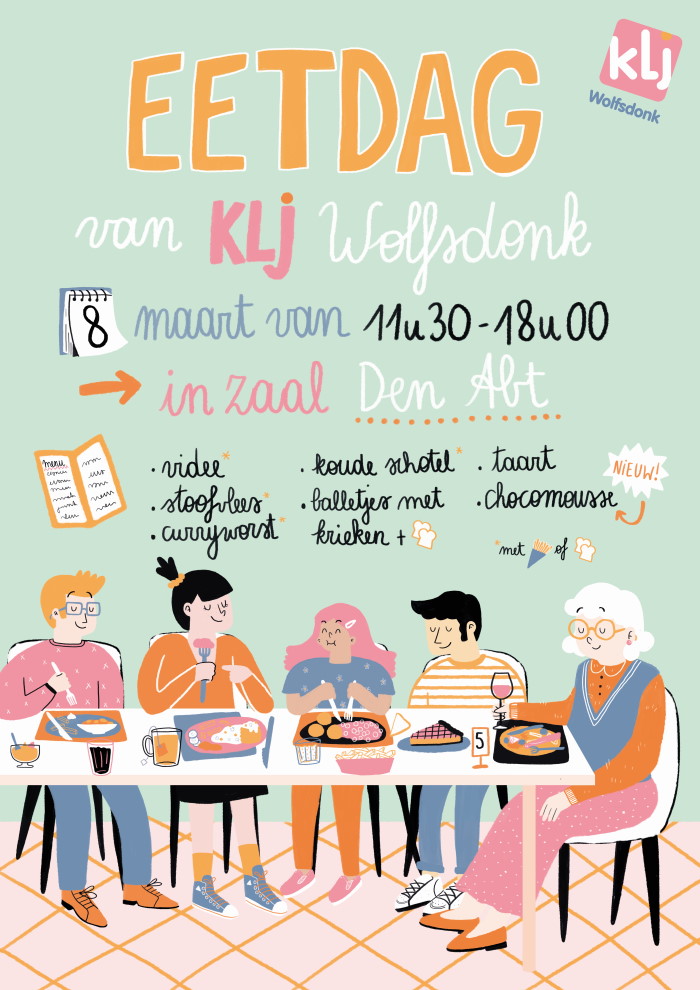 klj
Wolfsdonk
EETDAG
van KLJ Wolfsdonk
8 maart van 11u30-18u00
in zaal Den Abt
menu
· videe*
· stoofvlees*
· curryworst*
· koude schotel*
· balletjes met
krieken +
· taart
· chocomousse
NIEUW!
*met of
5